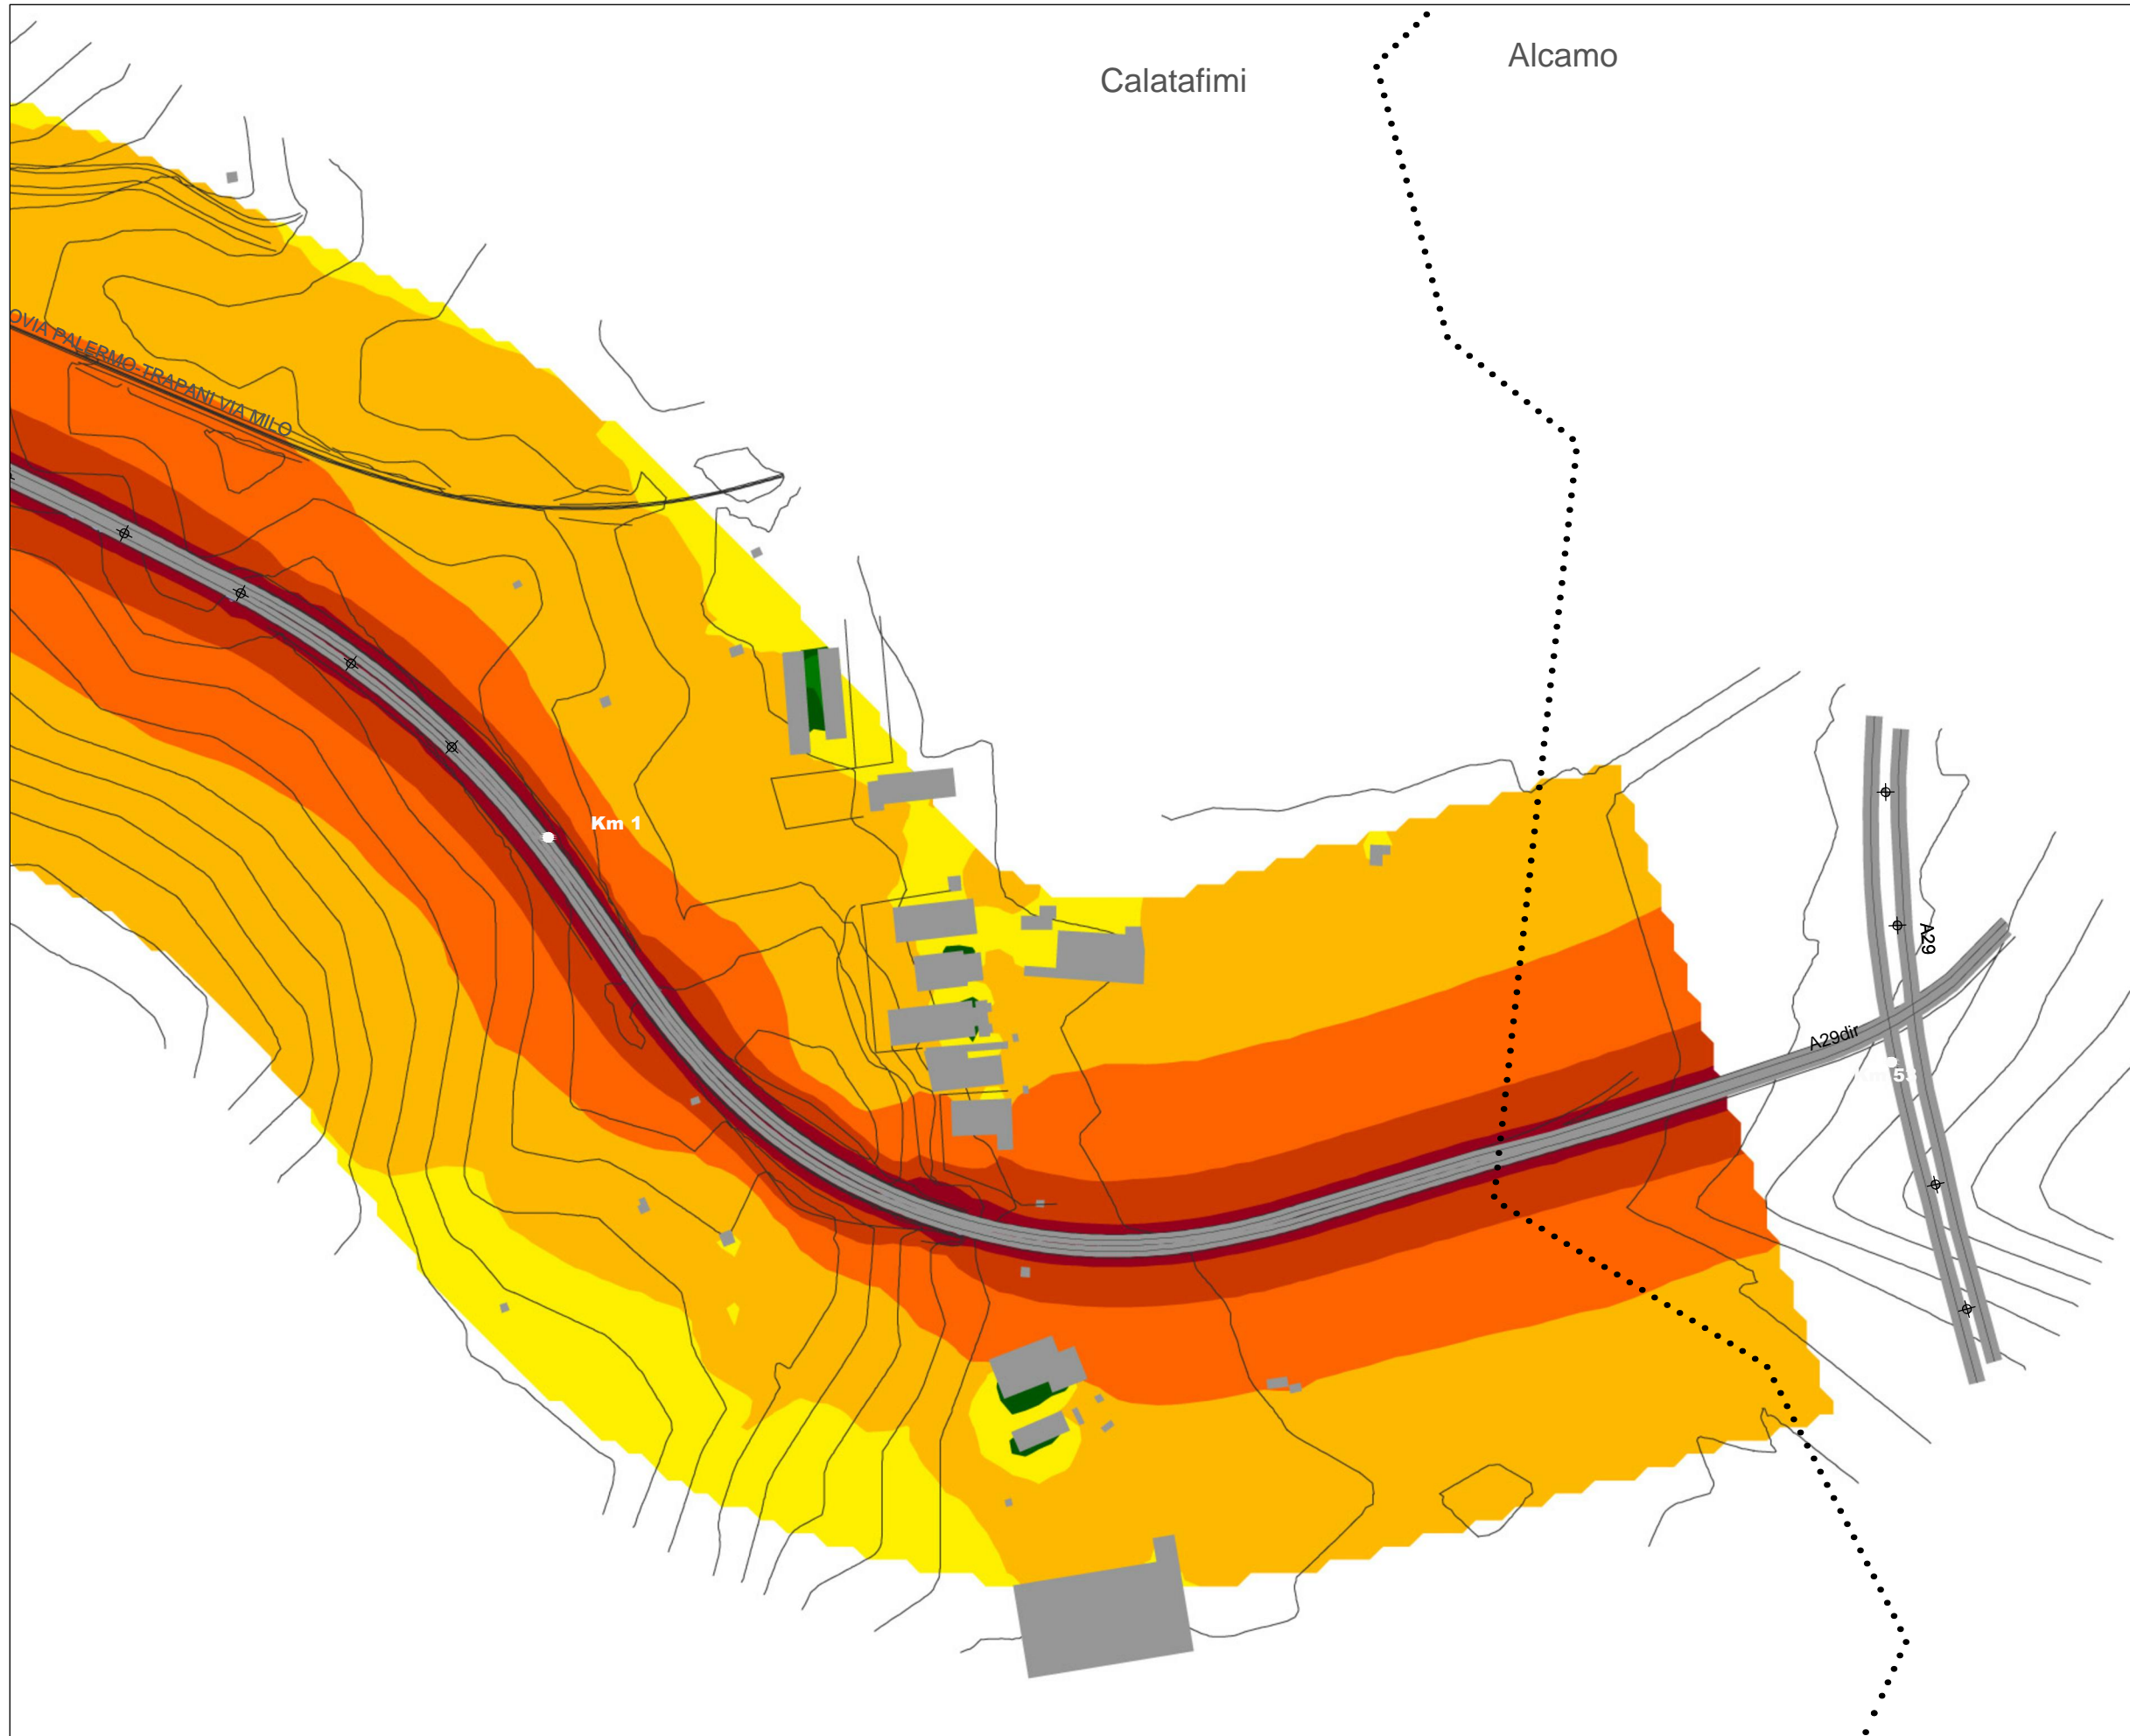 Calatafimi
Alcamo
OVIA PALERMO-TRAPANI VIA MILO
Km 1
A29
A29dir